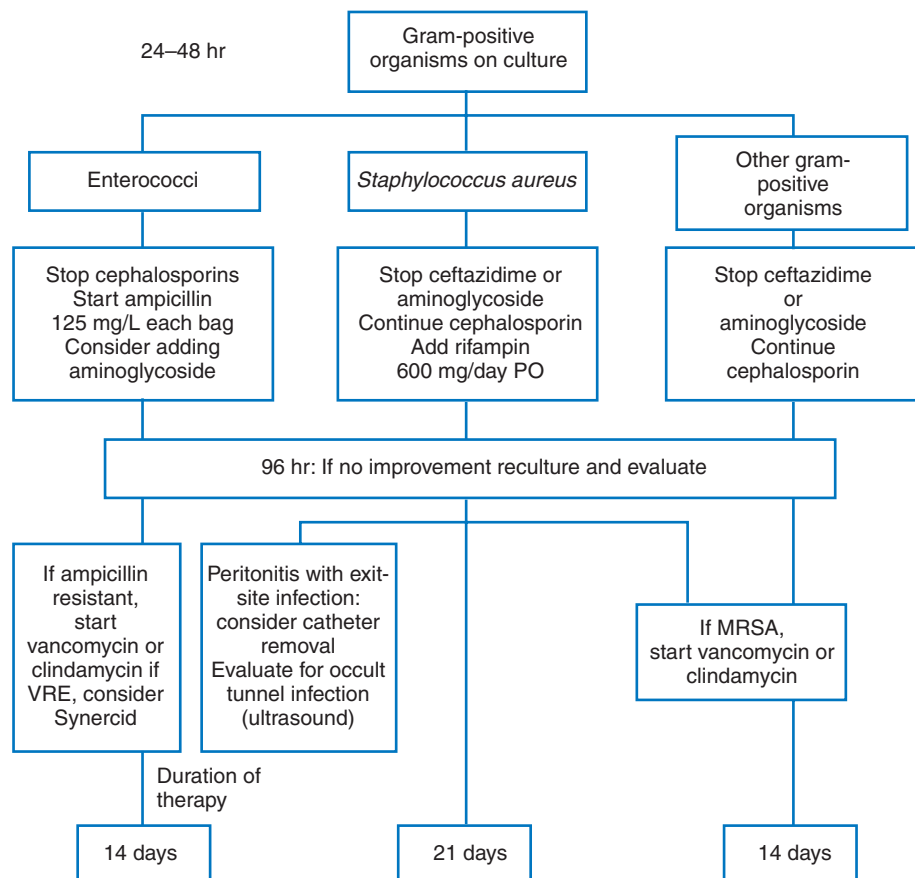 24–48 hr
Gram-positive
organisms on culture
Enterococci
Staphylococcus aureus
Other gram-
positive
organisms
Stop cephalosporins
Start ampicillin
125 mg/L each bag
Consider adding
aminoglycoside
Stop ceftazidime or
aminoglycoside
Continue cephalosporin
Add rifampin
600 mg/day PO
Stop ceftazidime
or
aminoglycoside
Continue
cephalosporin
96 hr: If no improvement reculture and evaluate
If ampicillin
resistant,
start
vancomycin or
clindamycin if
VRE, consider
Synercid
Peritonitis with exit-
site infection:
consider catheter
removal
Evaluate for occult
tunnel infection
(ultrasound)
If MRSA,
start vancomycin or
clindamycin
Duration of
therapy
14 days
21 days
14 days